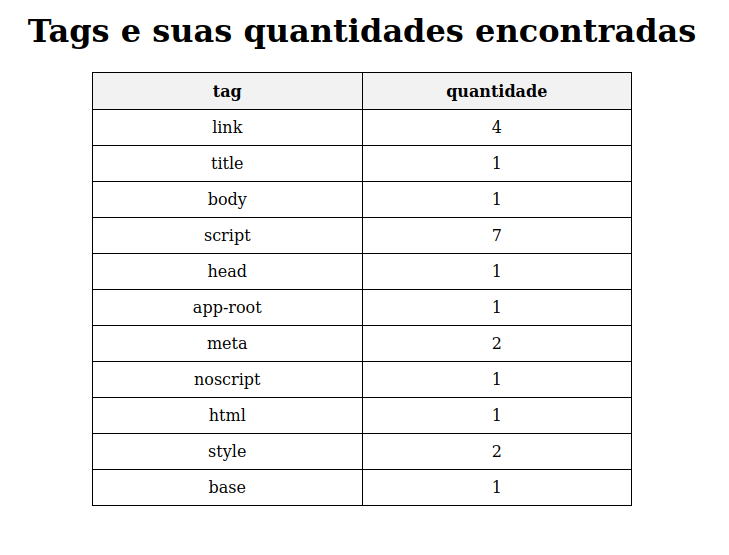 Tags e suas quantidades encontradas
tag quantidade
link 4
title 1
body 1
script 7
head 1
app-root 1
meta 2
noscript 1
html 1
style 2
base 1